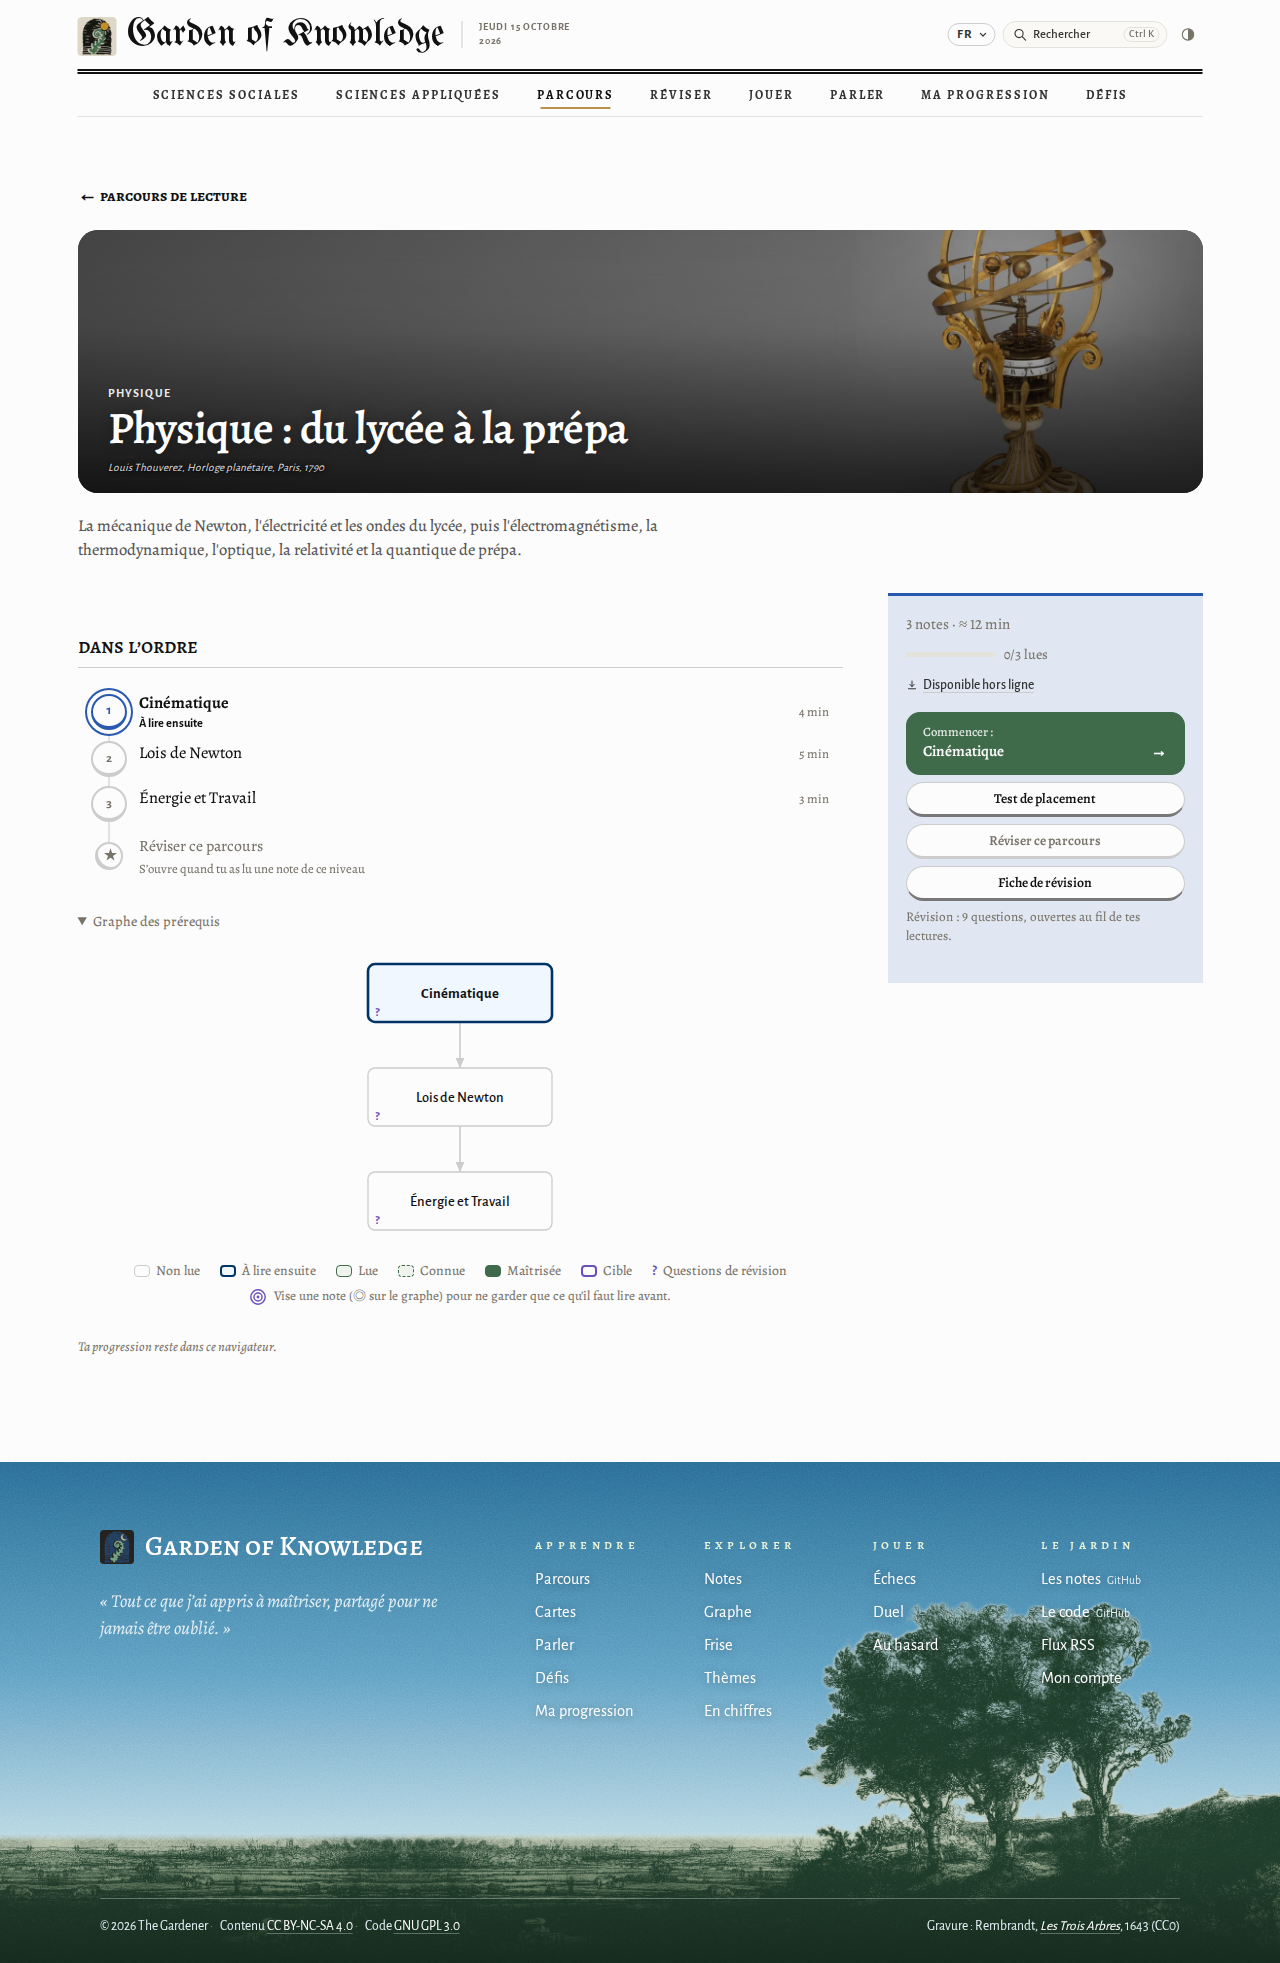 Garden of Knowledge
JEUDI 15 OCTOBRE
2026
FR
Rechercher
Ctrl K
SCIENCES SOCIALES
SCIENCES APPLIQUÉES
PARCOURS
RÉVISER
JOUER
PARLER
MA PROGRESSION
DÉFIS
← PARCOURS DE LECTURE
PHYSIQUE
Physique : du lycée à la prépa
Louis Thouverez, Horloge planétaire, Paris, 1790
La mécanique de Newton, l'électricité et les ondes du lycée, puis l'électromagnétisme, la
thermodynamique, l'optique, la relativité et la quantique de prépa.
DANS L’ORDRE
1
Cinématique
À lire ensuite
4 min
2
Lois de Newton
5 min
3
Énergie et Travail
3 min
★
Réviser ce parcours
S’ouvre quand tu as lu une note de ce niveau
3 notes · ≈ 12 min
0/3 lues
Disponible hors ligne
Commencer :
Cinématique →
Test de placement
Réviser ce parcours
Fiche de révision
Révision : 9 questions, ouvertes au fil de tes
lectures.
▼ Graphe des prérequis
Cinématique
?
Lois de Newton
?
Énergie et Travail
?
Non lue
À lire ensuite
Lue
Connue
Maîtrisée
Cible
? Questions de révision
Vise une note (◎ sur le graphe) pour ne garder que ce qu’il faut lire avant.
Ta progression reste dans ce navigateur.
Garden of Knowledge
« Tout ce que j’ai appris à maîtriser, partagé pour ne
jamais être oublié. »
APPRENDRE
Parcours
Cartes
Parler
Défis
Ma progression
EXPLORER
Notes
Graphe
Frise
Thèmes
En chiffres
JOUER
Échecs
Duel
Au hasard
LE JARDIN
Les notes GitHub
Le code GitHub
Flux RSS
Mon compte
© 2026 The Gardener · Contenu CC BY-NC-SA 4.0 · Code GNU GPL 3.0
Gravure : Rembrandt, Les Trois Arbres, 1643 (CC0)